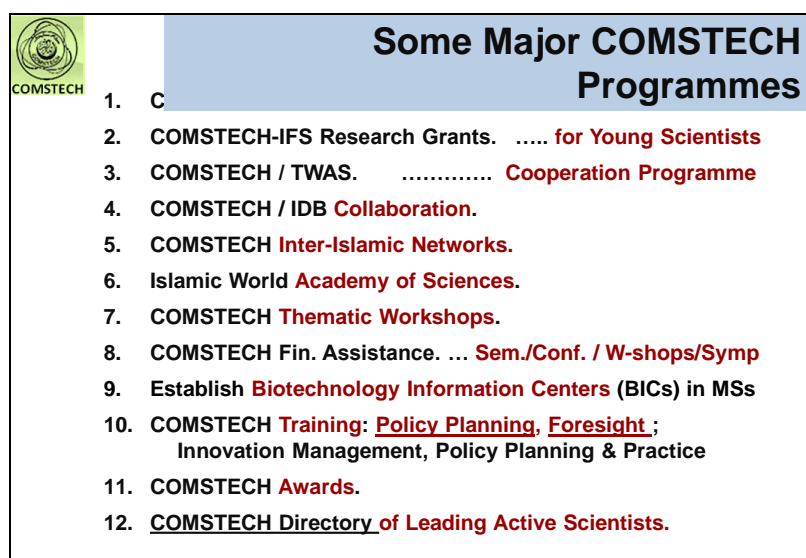 COMSTECH
Some Major COMSTECH
Programmes
1. C
2. COMSTECH-IFS Research Grants. ….. for Young Scientists
3. COMSTECH / TWAS. …………. Cooperation Programme
4. COMSTECH / IDB Collaboration.
5. COMSTECH Inter-Islamic Networks.
6. Islamic World Academy of Sciences.
7. COMSTECH Thematic Workshops.
8. COMSTECH Fin. Assistance. … Sem./Conf. / W-shops/Symp
9. Establish Biotechnology Information Centers (BICs) in MSs
10. COMSTECH Training: Policy Planning, Foresight ;
Innovation Management, Policy Planning & Practice
11. COMSTECH Awards.
12. COMSTECH Directory of Leading Active Scientists.